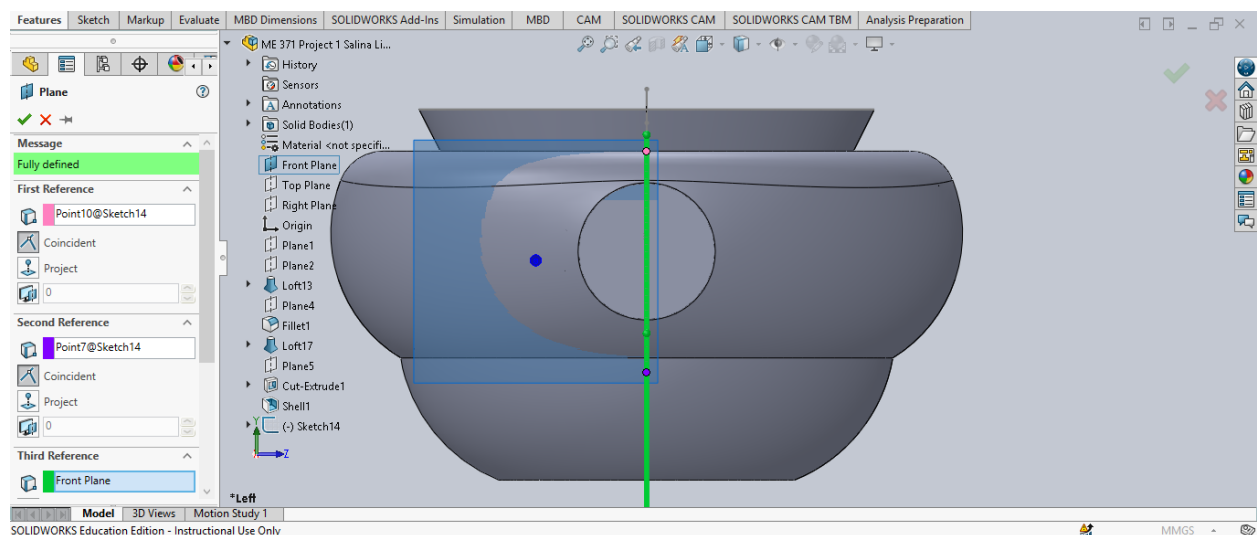 Features Sketch Markup Evaluate MBD Dimensions SOLIDWORKS Add-Ins Simulation MBD CAM SOLIDWORKS CAM SOLIDWORKS CAM TBM Analysis Preparation
ME 371 Project 1 Salina Li...
History
Sensors
Annotations
Solid Bodies(1)
Material <not specifi...
Front Plane
Top Plane
Right Plane
Origin
Plane1
Plane2
Loft13
Plane4
Fillet1
Loft17
Plane5
Cut-Extrude1
Shell1
(-) Sketch14
Plane
Message
Fully defined
First Reference
Point10@Sketch14
Coincident
Project
0
Second Reference
Point7@Sketch14
Coincident
Project
0
Third Reference
Front Plane
Y
Z
*Left
Model 3D Views Motion Study 1
SOLIDWORKS Education Edition - Instructional Use Only
MMGS